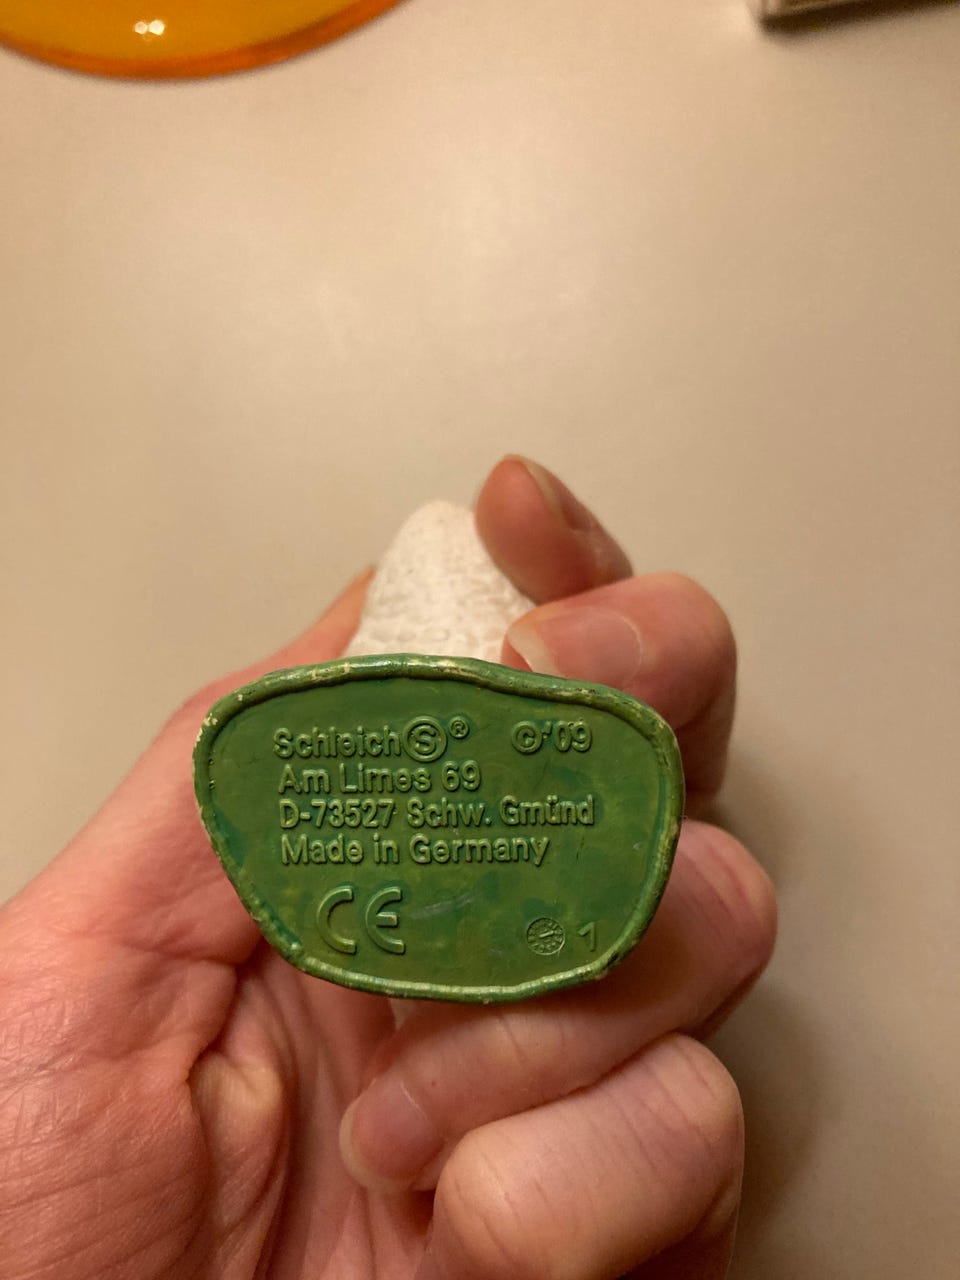 Schleich S ® © '09
Am Limes 69
D-73527 Schw. Gmünd
Made in Germany
CE
1